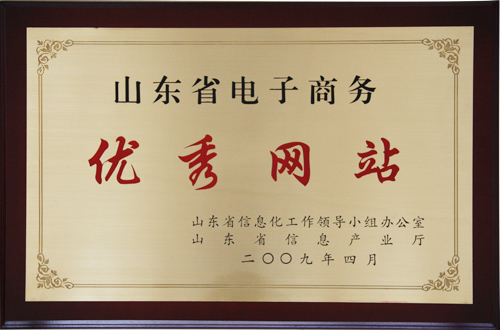 山东省电子商务
优秀网站
山东省信息化工作领导小组办公室
山东省信息产业厅
二〇〇九年四月